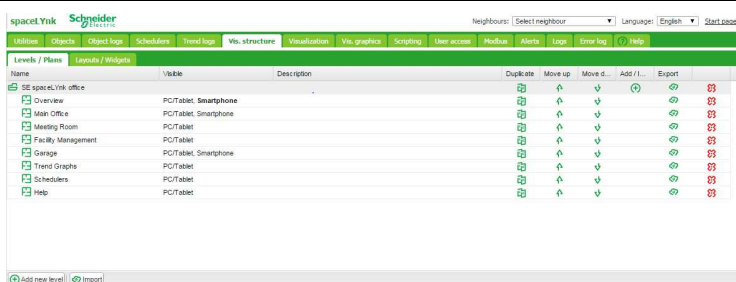 spaceLYnk Schneider Electric Neighbours: Select neighbour Language: English Start page
Utilities Objects Object logs Schedulers Trend logs Vis. structure Visualization Vis. graphics Scripting User access Modbus Alerts Logs Error log Help
Levels / Plans Layouts / Widgets
Name Visible Description Duplicate Move up Move d... Add / I... Export
SE spaceLYnk office
Overview PC/Tablet, Smartphone
Main Office PC/Tablet, Smartphone
Meeting Room PC/Tablet
Facility Management PC/Tablet
Garage PC/Tablet, Smartphone
Trend Graphs PC/Tablet
Schedulers PC/Tablet
Help PC/Tablet
Add new level Import